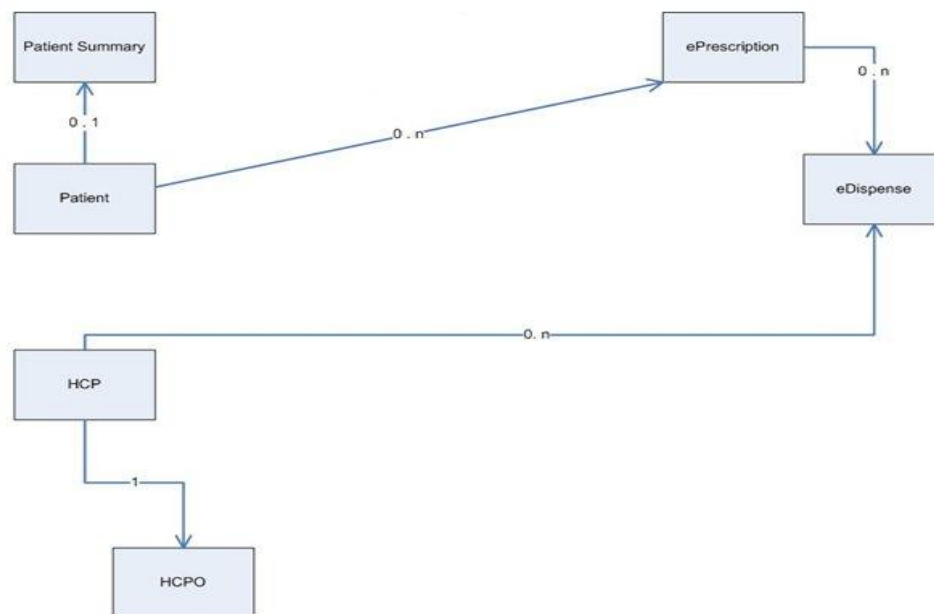 Patient Summary
ePrescription
0 . n
0 . 1
0 . n
Patient
eDispense
0. n
HCP
1
HCPO